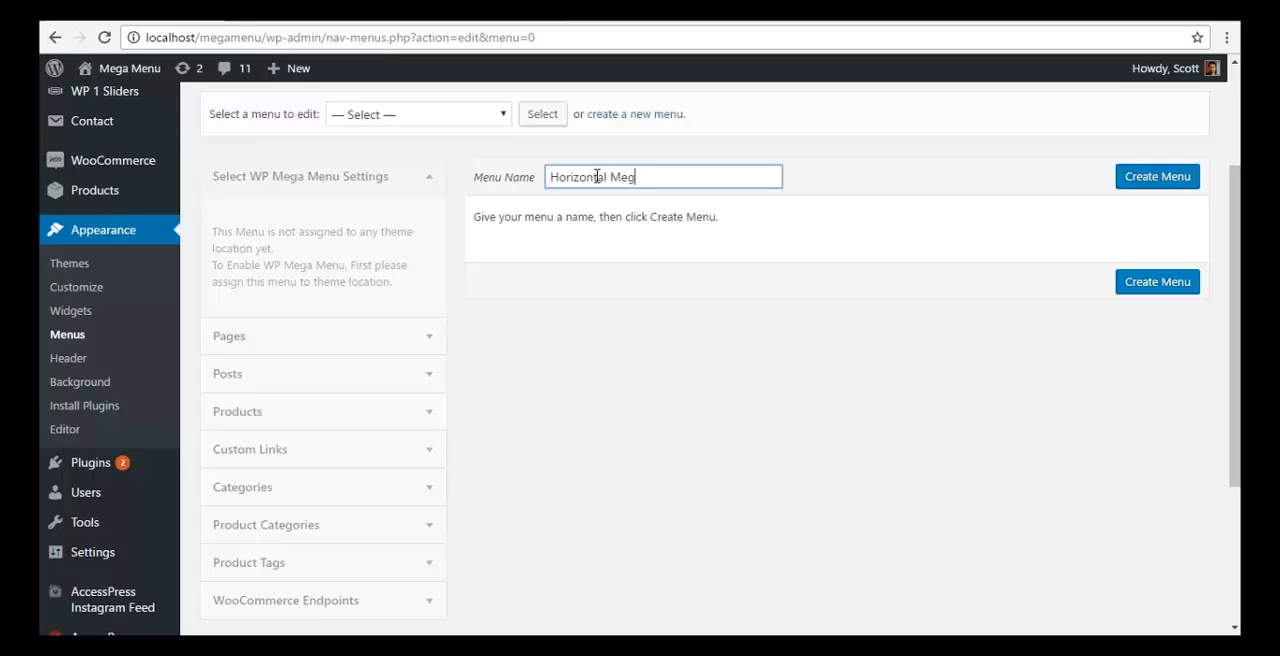 localhost/megamenu/wp-admin/nav-menus.php?action=edit&menu=0
Mega Menu 2 11 New Howdy, Scott
WP 1 Sliders
Contact
WooCommerce
Products
Appearance
Themes
Customize
Widgets
Menus
Header
Background
Install Plugins
Editor
Plugins 2
Users
Tools
Settings
AccessPress
Instagram Feed
Select a menu to edit: — Select — Select or create a new menu.
Select WP Mega Menu Settings
This Menu is not assigned to any theme
location yet.
To Enable WP Mega Menu, First please
assign this menu to theme location.
Pages
Posts
Products
Custom Links
Categories
Product Categories
Product Tags
WooCommerce Endpoints
Menu Name Horizontal Meg Create Menu
Give your menu a name, then click Create Menu.
Create Menu